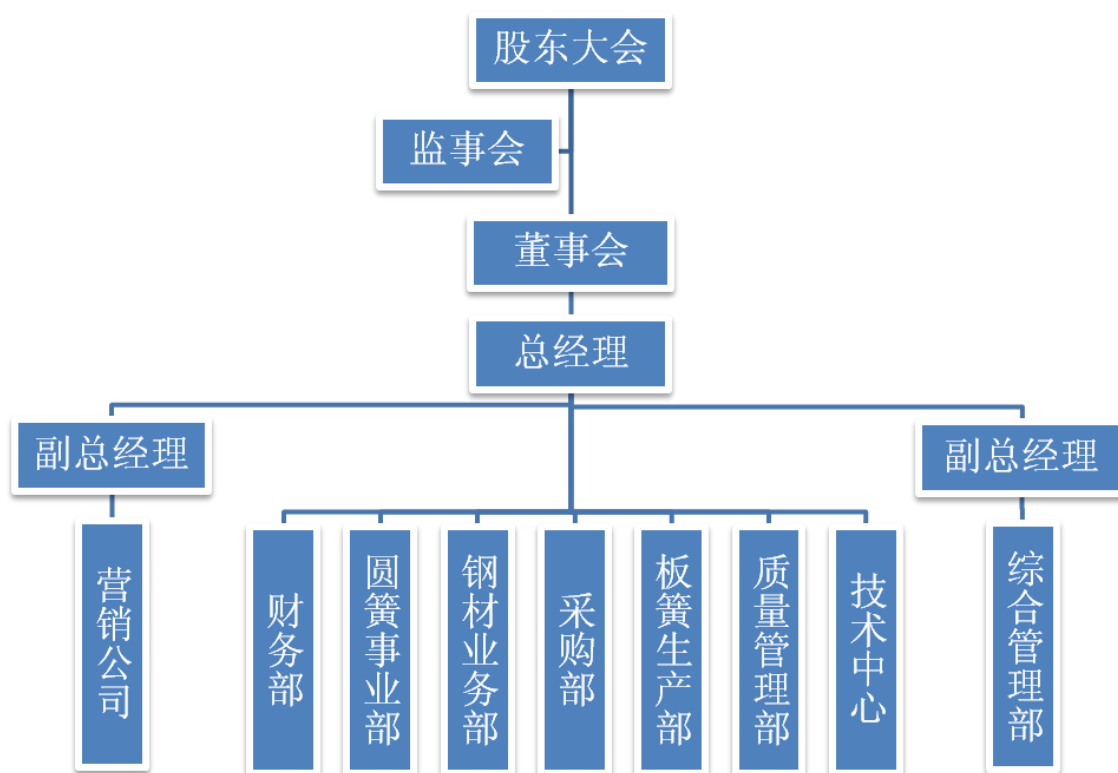 股东大会
监事会
董事会
总经理
副总经理
副总经理
营销公司
财务部
圆簧事业部
钢材业务部
采购部
板簧生产部
质量管理部
技术中心
综合管理部